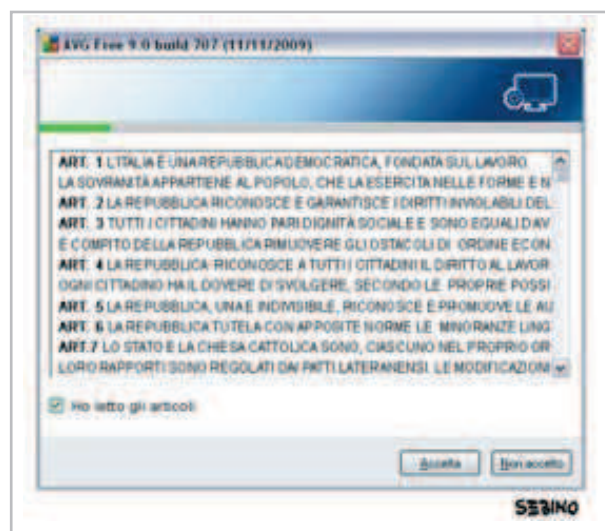 AVG Free 9.0 build 707 (11/11/2009)
ART. 1 L'ITALIA È UNA REPUBBLICA DEMOCRATICA, FONDATA SUL LAVORO.
LA SOVRANITÀ APPARTIENE AL POPOLO, CHE LA ESERCITA NELLE FORME E N
ART. 2 LA REPUBBLICA RICONOSCE E GARANTISCE I DIRITTI INVIOLABILI DEL
ART. 3 TUTTI I CITTADINI HANNO PARI DIGNITÀ SOCIALE E SONO EGUALI DAV
È COMPITO DELLA REPUBBLICA RIMUOVERE GLI OSTACOLI DI ORDINE ECON
ART. 4 LA REPUBBLICA RICONOSCE A TUTTI I CITTADINI IL DIRITTO AL LAVOR
OGNI CITTADINO HA IL DOVERE DI SVOLGERE, SECONDO LE PROPRIE POSSI
ART. 5 LA REPUBBLICA, UNA E INDIVISIBILE, RICONOSCE E PROMUOVE LE AU
ART. 6 LA REPUBBLICA TUTELA CON APPOSITE NORME LE MINORANZE LING
ART.7 LO STATO E LA CHIESA CATTOLICA SONO, CIASCUNO NEL PROPRIO OR
LORO RAPPORTI SONO REGOLATI DAI PATTI LATERANENSI. LE MODIFICAZIONI
Ho letto gli articoli
Accetta
Non accetto
SEBINO